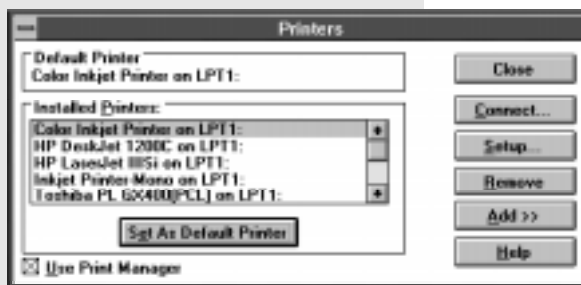 Printers
Default Printer
Color Inkjet Printer on LPT1:
Installed Printers:
Color Inkjet Printer on LPT1:
HP DeskJet 1200C on LPT1:
HP LaserJet IIISi on LPT1:
Inkjet Printer-Mono on LPT1:
Toshiba PL GX400[PCL] on LPT1:
Set As Default Printer
Use Print Manager
Close
Connect...
Setup...
Remove
Add >>
Help